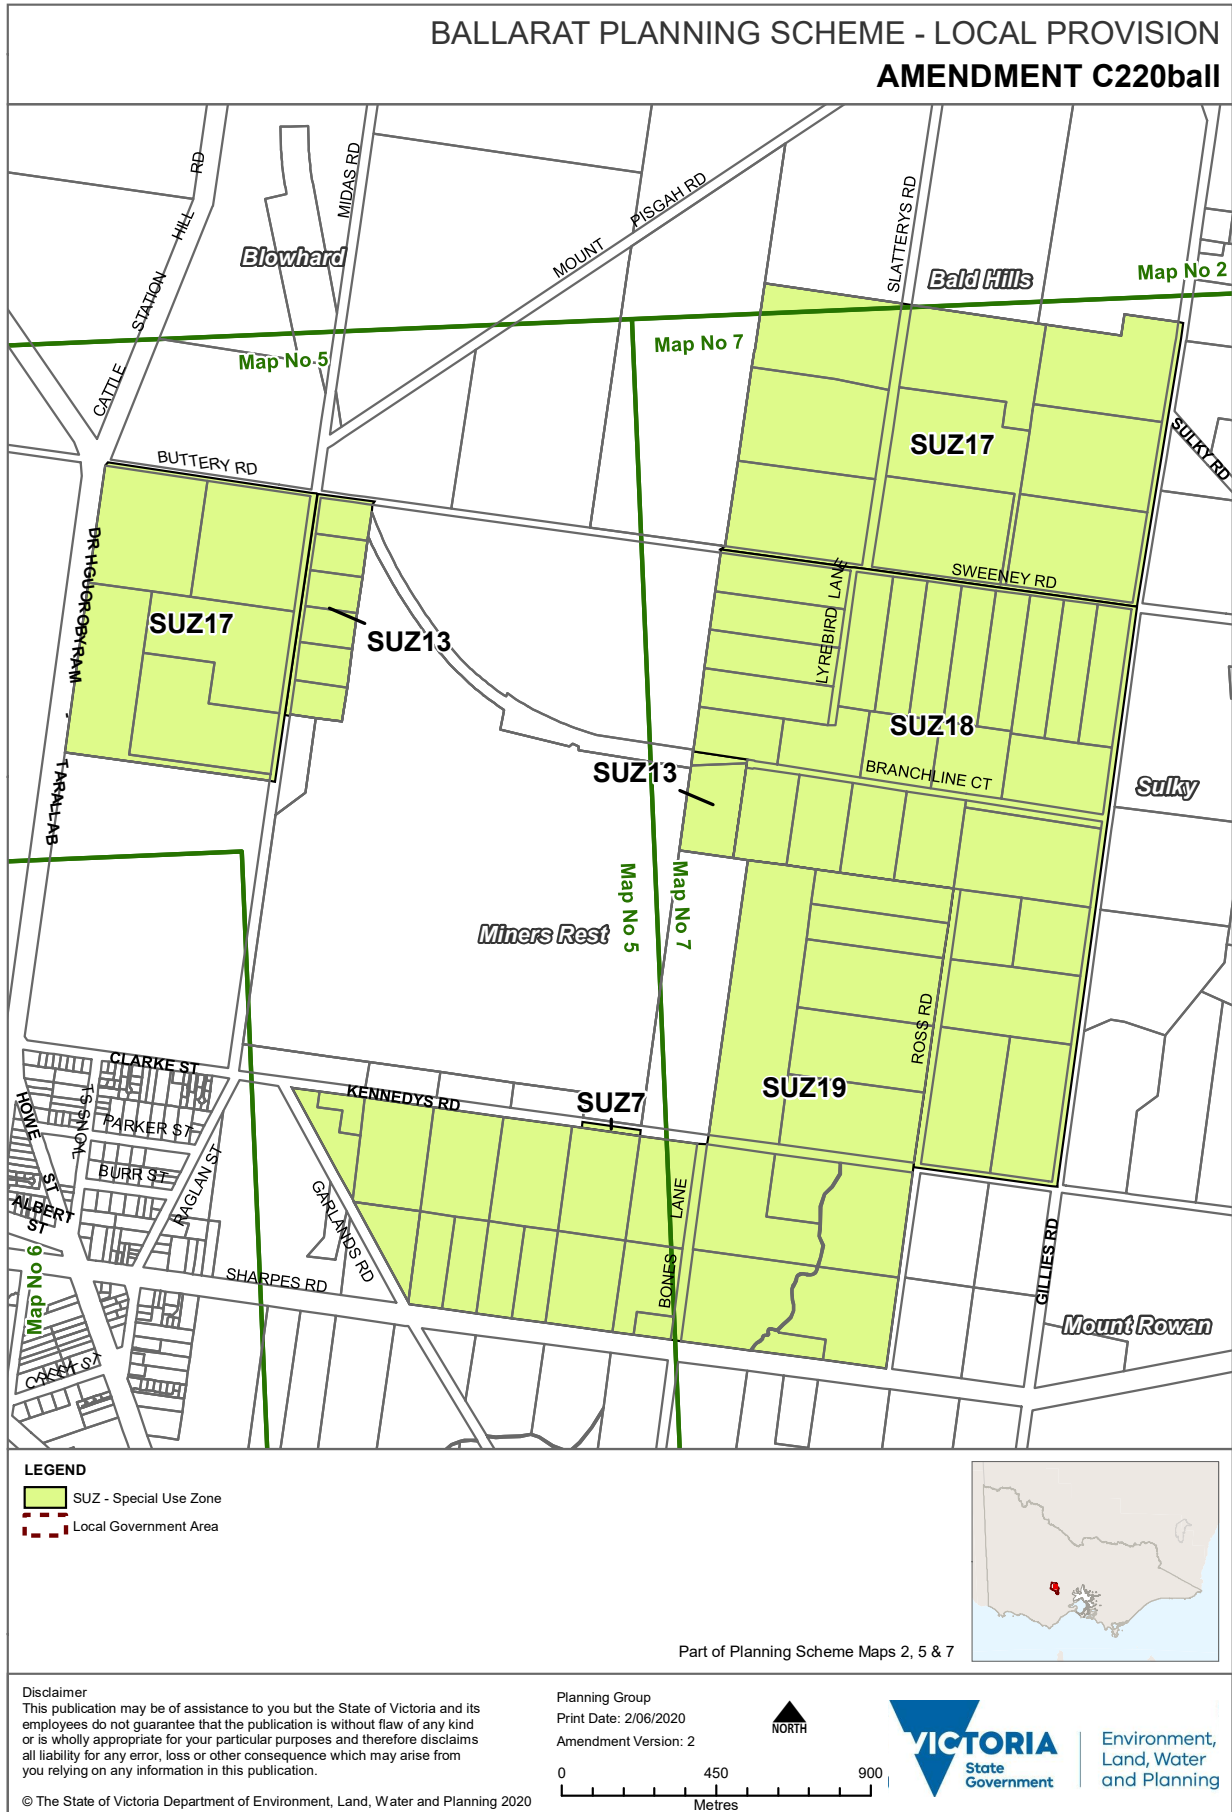 BALLARAT PLANNING SCHEME - LOCAL PROVISION
AMENDMENT C220ball
CATTLE STATION HILL RD
MIDAS RD
Blowhard
MOUNT PISGAH RD
SLATTERYS RD
Bald Hills
Map No 2
Map No 5
Map No 7
BUTTERY RD
SUZ17
SULKY RD
DR HGUOROBYRAM - TARALLAB
SUZ17
SUZ13
SWEENEY RD
LYREBIRD LANE
SUZ18
SUZ13
BRANCHLINE CT
Sulky
Map No 5
Map No 7
Miners Rest
ROSS RD
CLARKE ST
KENNEDYS RD
SUZ7
SUZ19
HOWE ST
TS SNOYL
PARKER ST
BURR ST
RAGLAN ST
ALBERT ST
GARLANDS RD
BONES LANE
SHARPES RD
GILLIES RD
Map No 6
Mount Rowan
LEGEND
SUZ - Special Use Zone
Local Government Area
Part of Planning Scheme Maps 2, 5 & 7
Disclaimer
This publication may be of assistance to you but the State of Victoria and its
employees do not guarantee that the publication is without flaw of any kind
or is wholly appropriate for your particular purposes and therefore disclaims
all liability for any error, loss or other consequence which may arise from
you relying on any information in this publication.
© The State of Victoria Department of Environment, Land, Water and Planning 2020
Planning Group
Print Date: 2/06/2020
Amendment Version: 2
NORTH
0 450 900
Metres
VICTORIA
State
Government
Environment,
Land, Water
and Planning